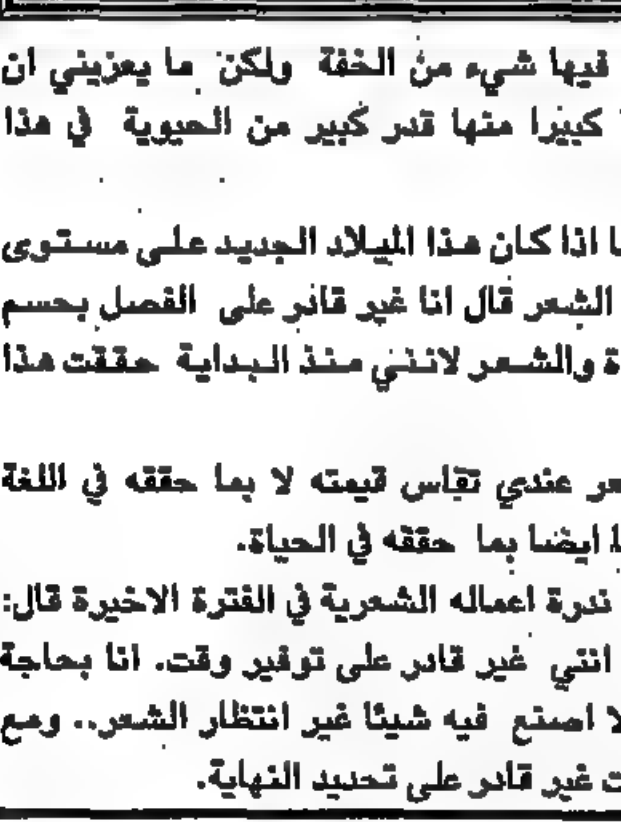 فيها شيء من الخفة ولكن ما يعزيني ان
كبيرا منها قدر كبير من الحيوية في هذا
اذا كان هذا الميلاد الجديد على مستوى
الشعر قال انا غير قادر على الفصل بحسم
والشعر لانني منذ البداية حققت هذا
عندي تقاس قيمته لا بما حققه في اللغة
ايضا بما حققه في الحياة.
ندرة اعماله الشعرية في الفترة الاخيرة قال:
انني غير قادر على توفير وقت. انا بحاجة
لا اصنع فيه شيئا غير انتظار الشعر.. ومع
غير قادر على تحديد النهاية.